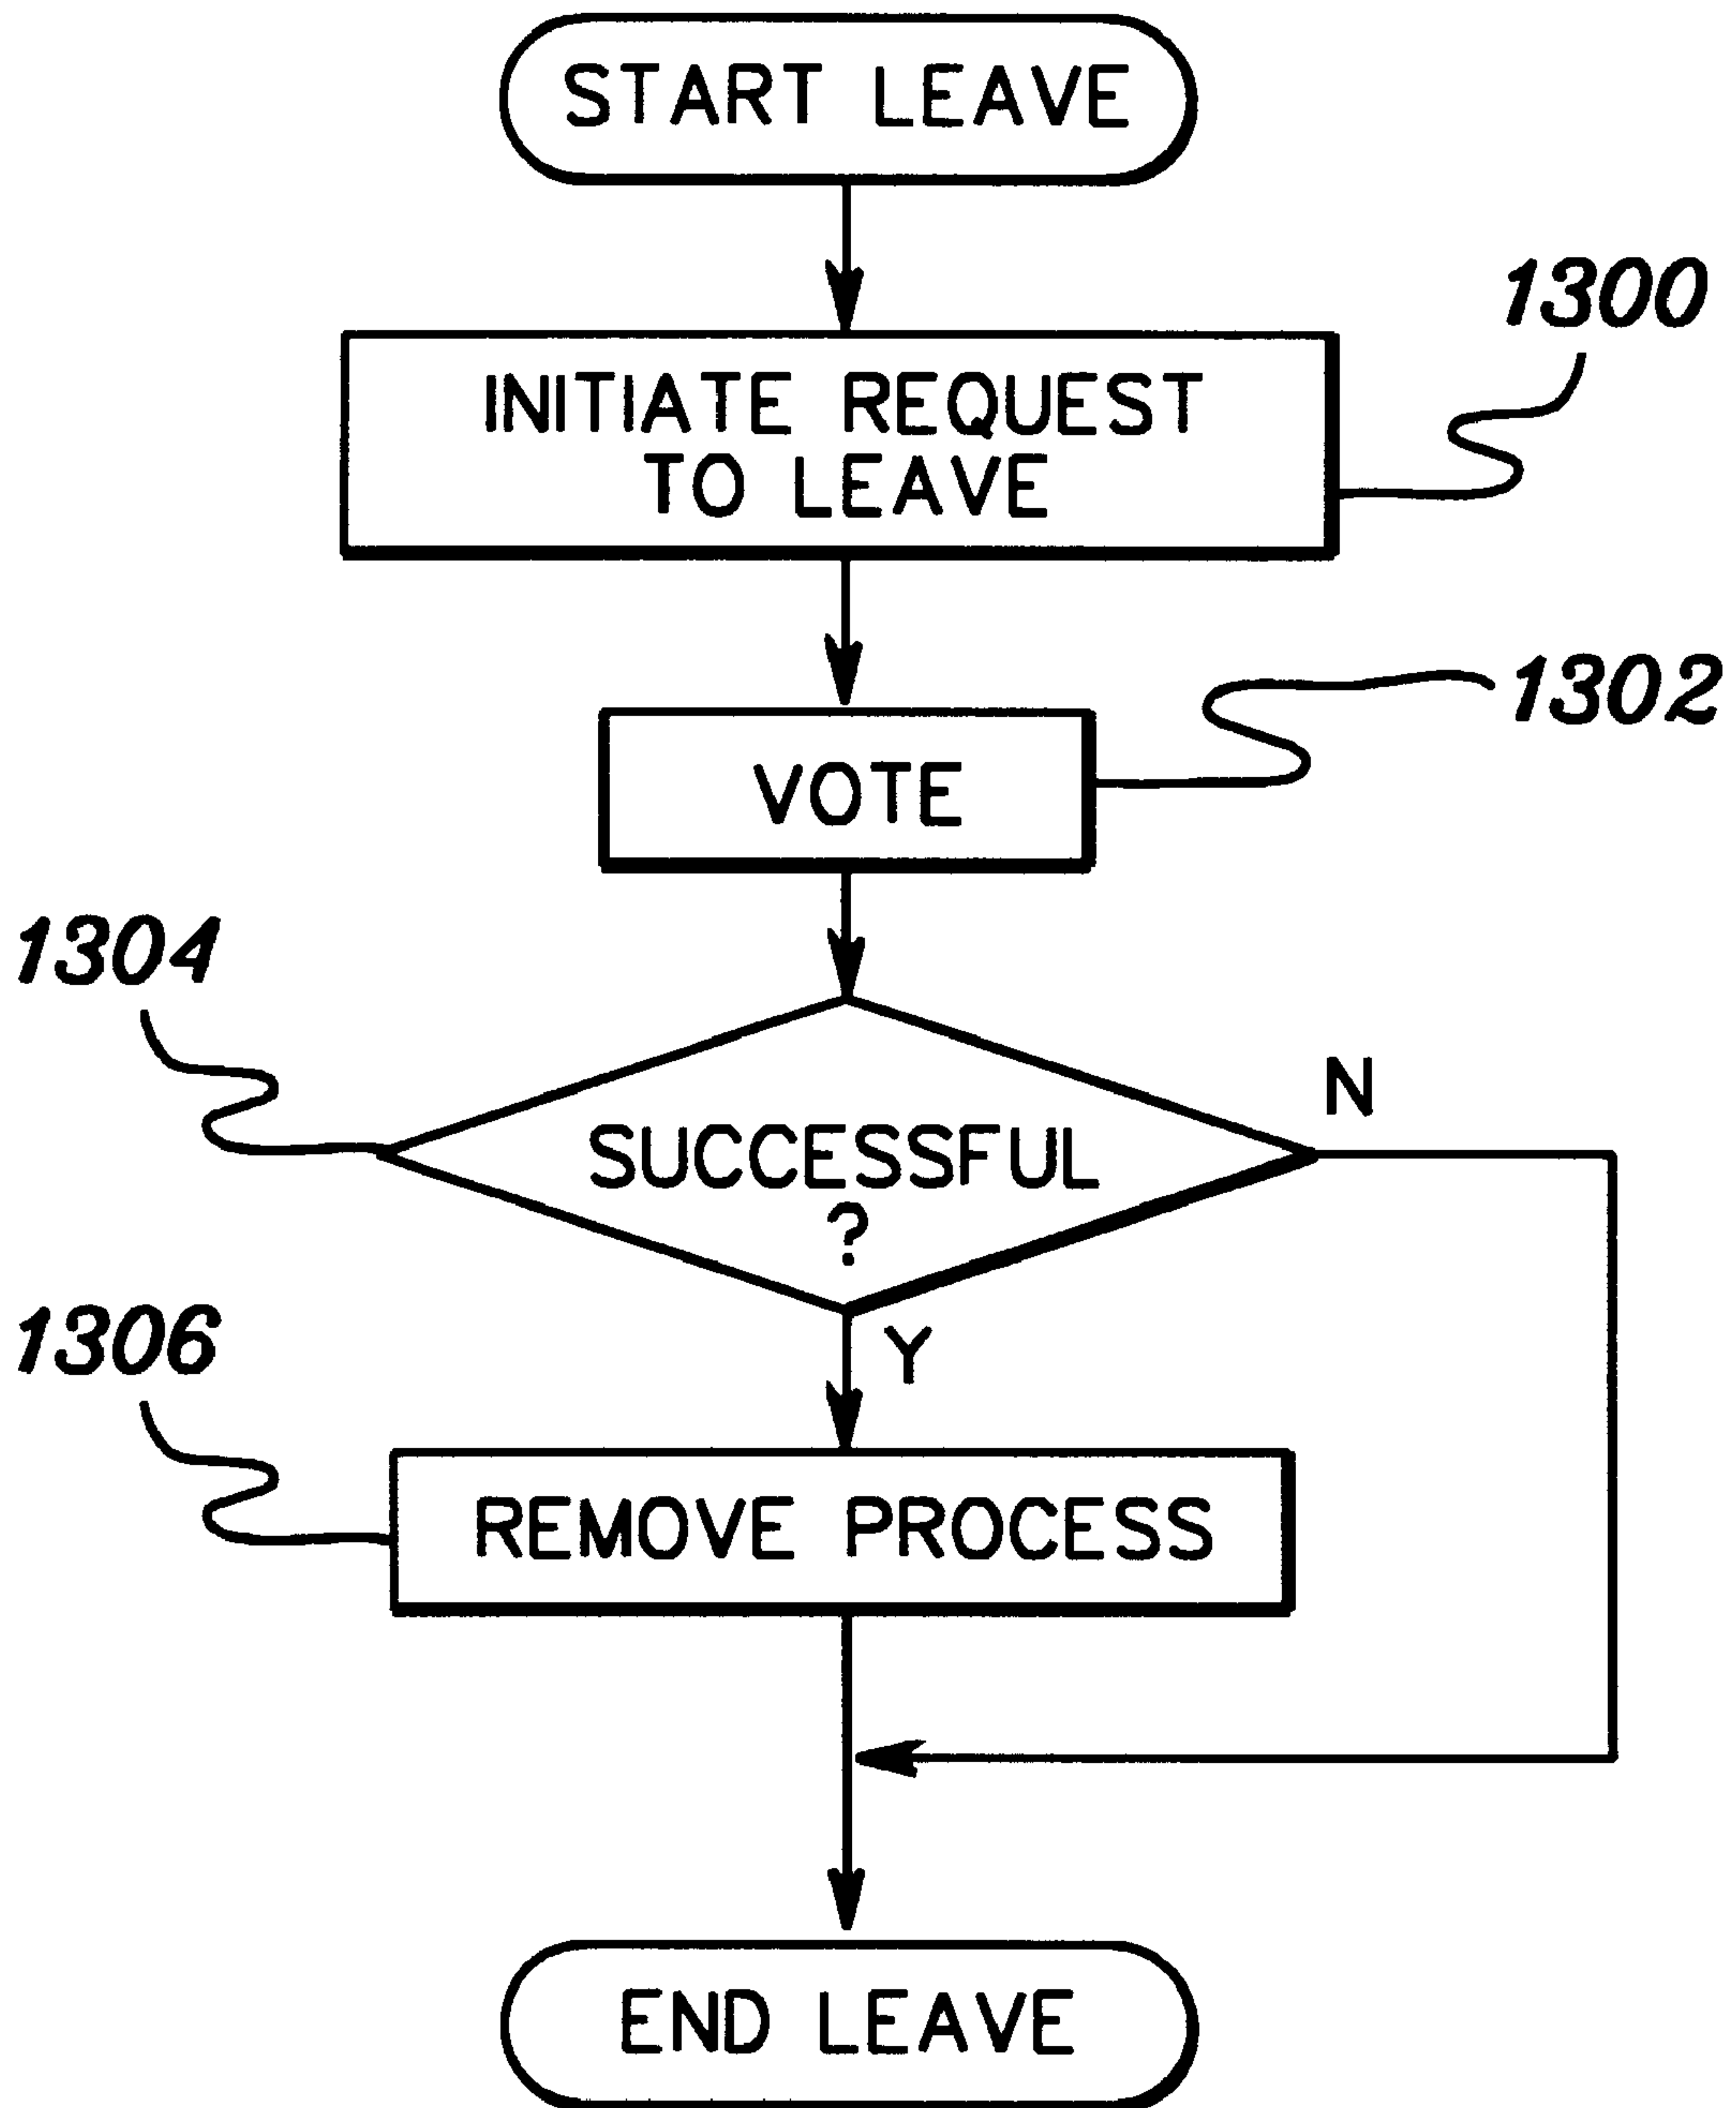 START LEAVE
1300
INITIATE REQUEST
TO LEAVE
1302
VOTE
1304
N
SUCCESSFUL
?
Y
1306
REMOVE PROCESS
END LEAVE